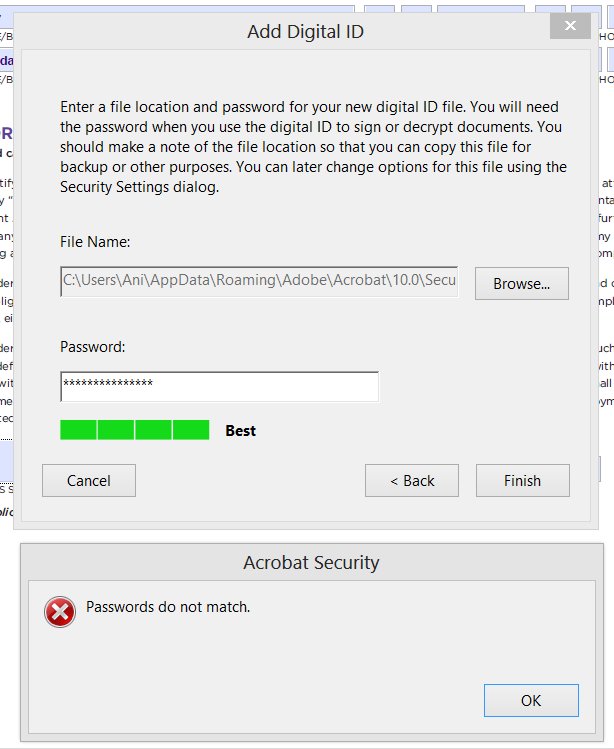 Add Digital ID
Enter a file location and password for your new digital ID file. You will need
the password when you use the digital ID to sign or decrypt documents. You
should make a note of the file location so that you can copy this file for
backup or other purposes. You can later change options for this file using the
Security Settings dialog.
File Name:
C:\Users\Ani\AppData\Roaming\Adobe\Acrobat\10.0\Secu
Browse...
Password:
***************
Best
Cancel
< Back
Finish
Acrobat Security
Passwords do not match.
OK